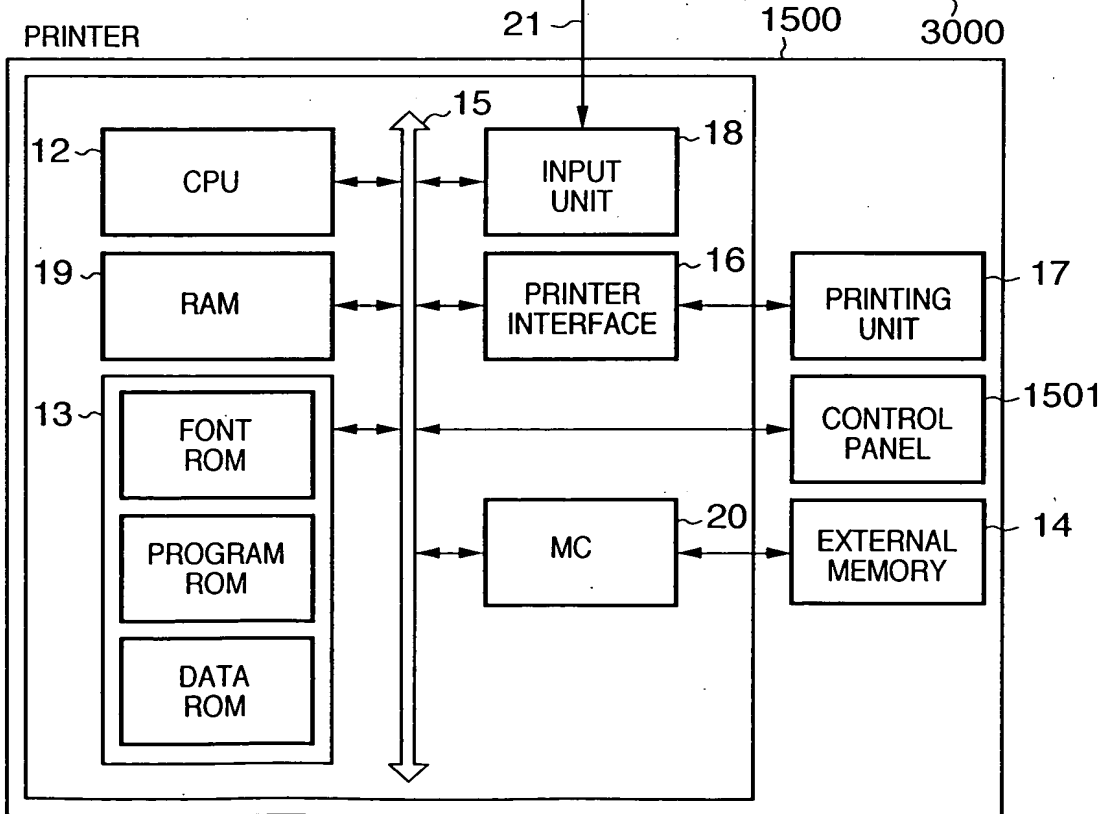 21
1500
3000
PRINTER
15
12
CPU
18
INPUT
UNIT
19
RAM
16
PRINTER
INTERFACE
17
PRINTING
UNIT
13
FONT
ROM
1501
CONTROL
PANEL
PROGRAM
ROM
20
MC
14
EXTERNAL
MEMORY
DATA
ROM